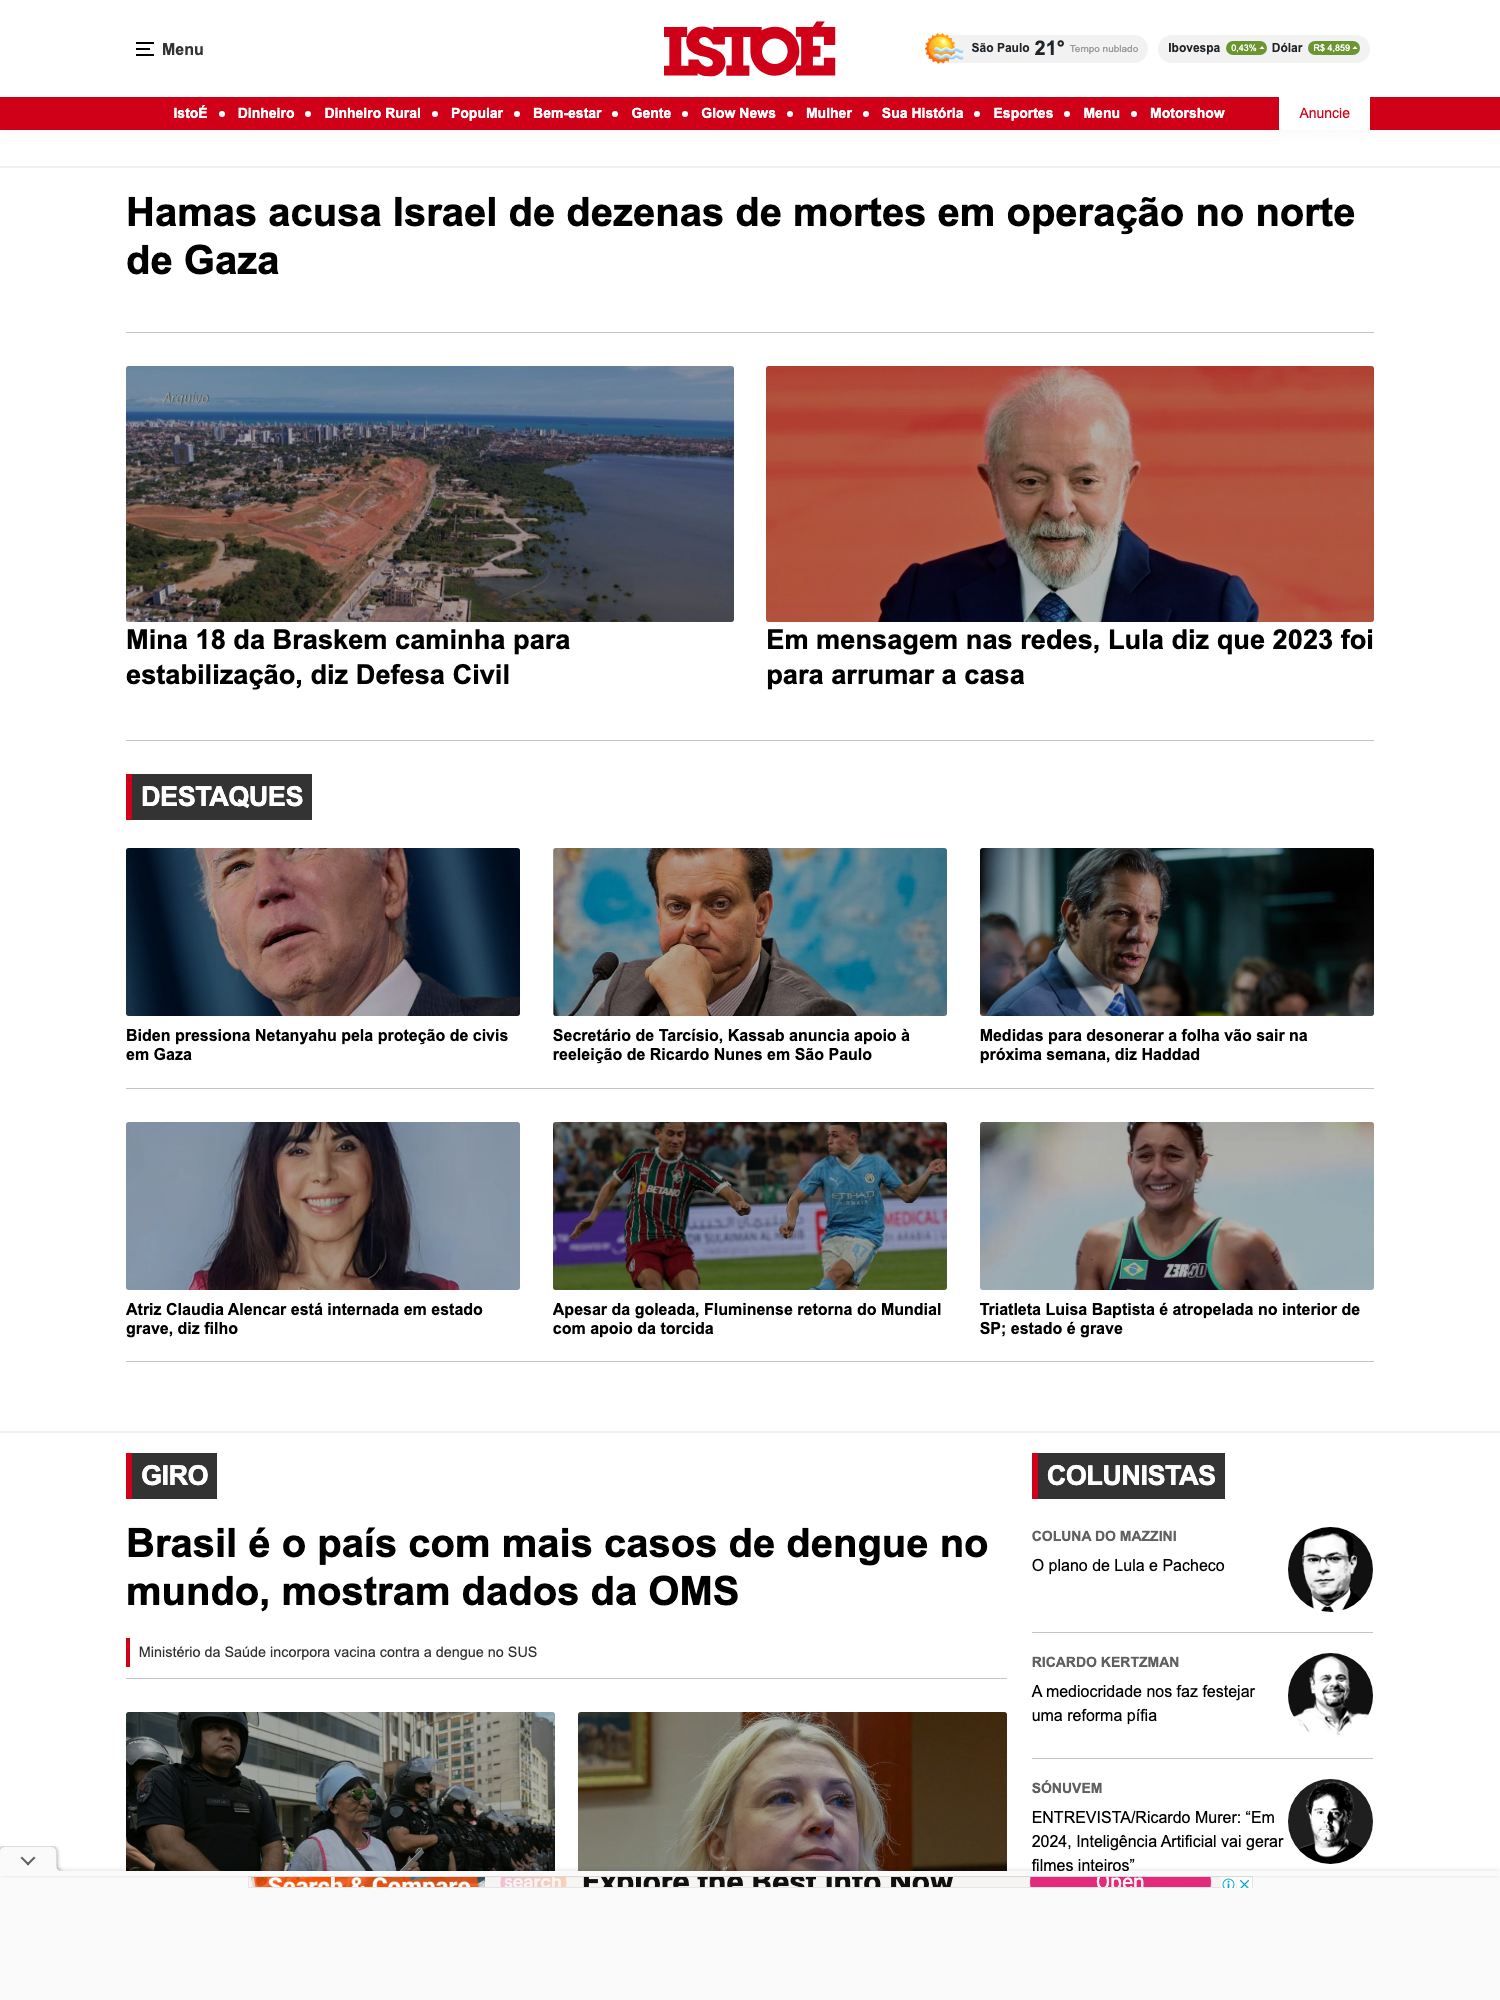 Menu
ISTOÉ
São Paulo 21° Tempo nublado
Ibovespa 0,43% Dólar R$ 4,859
IstoÉ • Dinheiro • Dinheiro Rural • Popular • Bem-estar • Gente • Glow News • Mulher • Sua História • Esportes • Menu • Motorshow
Anuncie
Hamas acusa Israel de dezenas de mortes em operação no norte
de Gaza
Arquivo
Mina 18 da Braskem caminha para
estabilização, diz Defesa Civil
Em mensagem nas redes, Lula diz que 2023 foi
para arrumar a casa
DESTAQUES
Biden pressiona Netanyahu pela proteção de civis
em Gaza
Secretário de Tarcísio, Kassab anuncia apoio à
reeleição de Ricardo Nunes em São Paulo
Medidas para desonerar a folha vão sair na
próxima semana, diz Haddad
BETANO
ETIHAD
MEDICAL
47
Z3R
Atriz Claudia Alencar está internada em estado
grave, diz filho
Apesar da goleada, Fluminense retorna do Mundial
com apoio da torcida
Triatleta Luisa Baptista é atropelada no interior de
SP; estado é grave
GIRO
Brasil é o país com mais casos de dengue no
mundo, mostram dados da OMS
Ministério da Saúde incorpora vacina contra a dengue no SUS
COLUNISTAS
COLUNA DO MAZZINI
O plano de Lula e Pacheco
RICARDO KERTZMAN
A mediocridade nos faz festejar
uma reforma pífia
SÓNUVEM
ENTREVISTA/Ricardo Murer: “Em
2024, Inteligência Artificial vai gerar
filmes inteiros”
Search & Compare
search
Explore the Best Info Now
Open